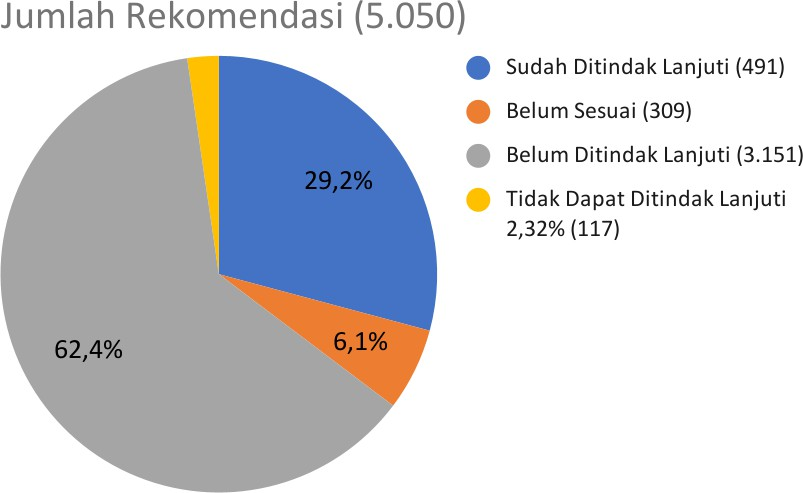 Jumlah Rekomendasi (5.050)
Sudah Ditindak Lanjuti (491)
Belum Sesuai (309)
Belum Ditindak Lanjuti (3.151)
Tidak Dapat Ditindak Lanjuti
2,32% (117)
29,2%
6,1%
62,4%